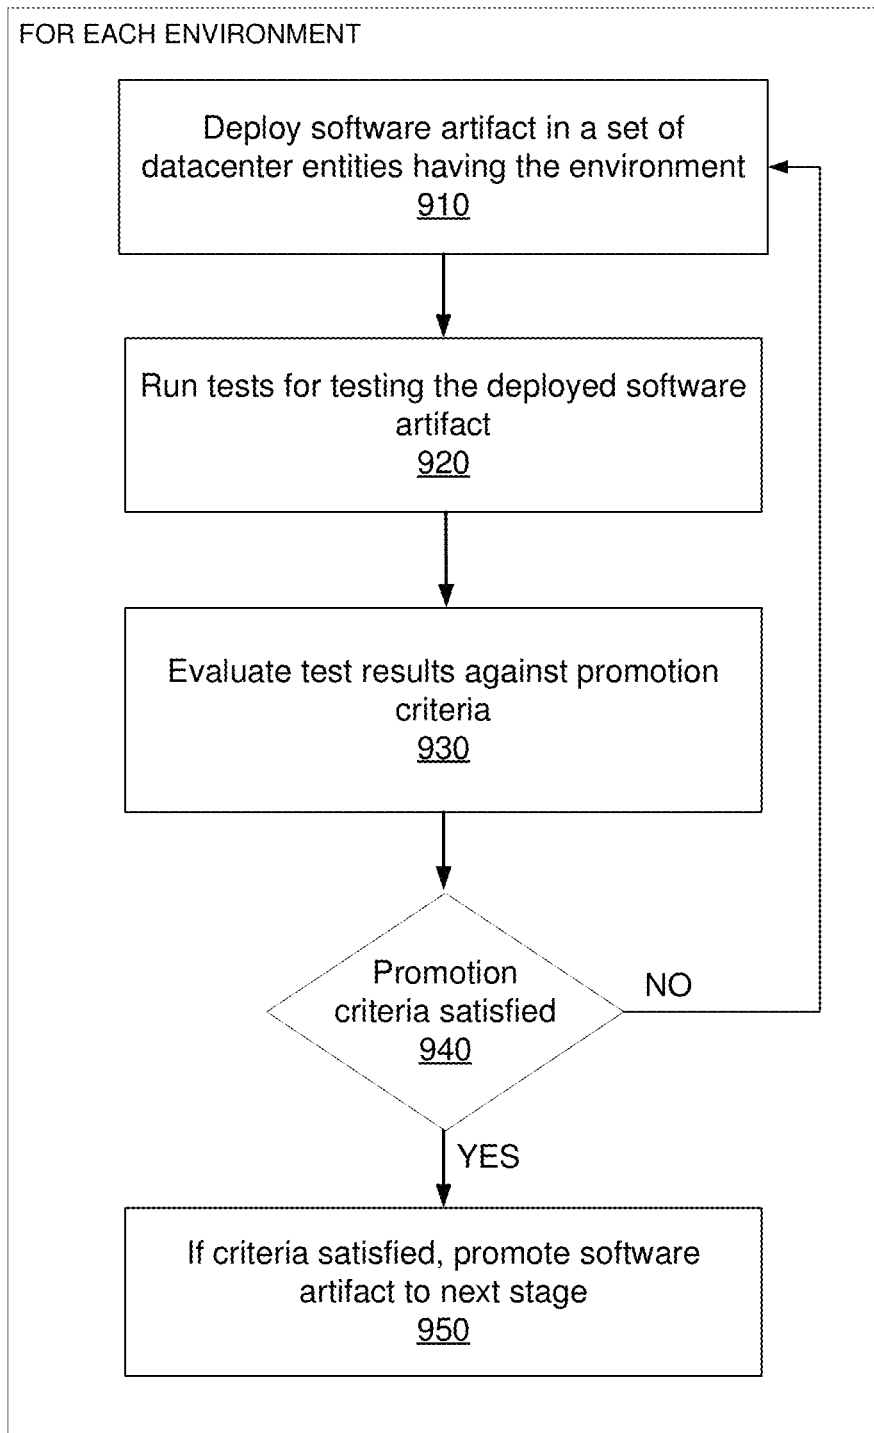 FOR EACH ENVIRONMENT
Deploy software artifact in a set of
datacenter entities having the environment
910
Run tests for testing the deployed software
artifact
920
Evaluate test results against promotion
criteria
930
Promotion
criteria satisfied
940
NO
YES
If criteria satisfied, promote software
artifact to next stage
950